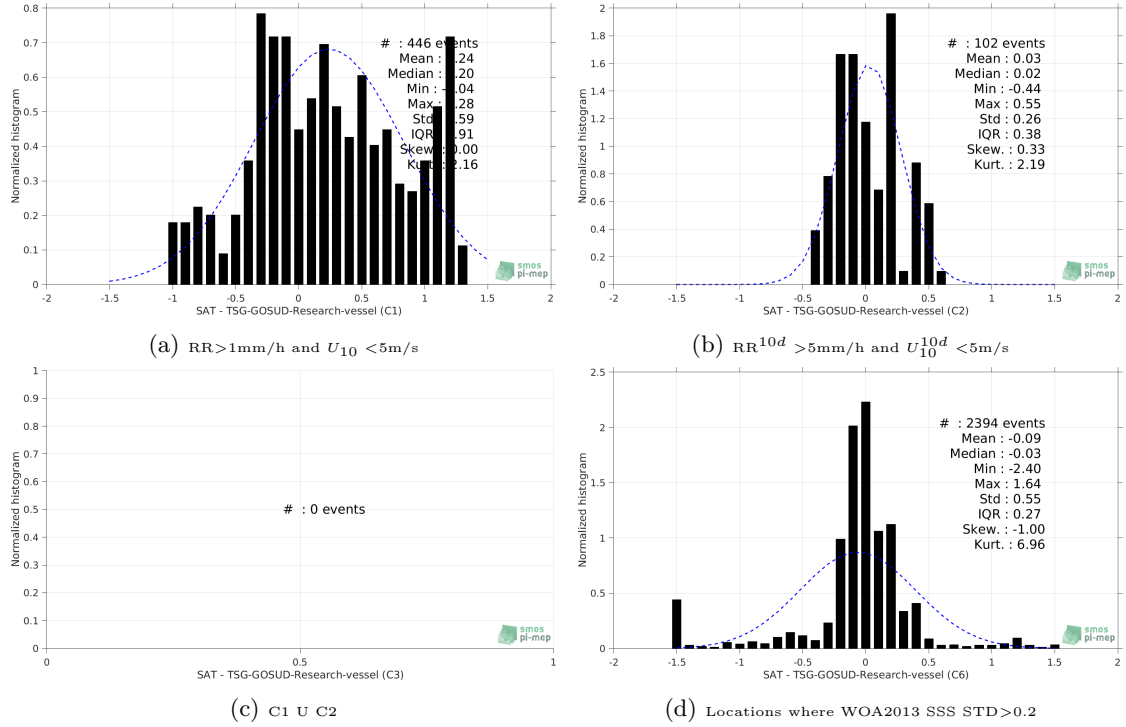 0.8
0.7
0.6
0.5
0.4
0.3
0.2
0.1
0
Normalized histogram
# : 446 events
Mean :
Median :
Min :
Max :
Std :
IQR :
Skew. :
Kurt. :
smos
pi-mep
-2 -1.5 -1 -0.5 0 0.5 1 1.5 2
SAT - TSG-GOSUD-Research-vessel (C1)
(a) RR>1mm/h and U10 <5m/s
2
1.8
1.6
1.4
1.2
1
0.8
0.6
0.4
0.2
0
Normalized histogram
# : 102 events
Mean : 0.03
Median : 0.02
Min : -0.44
Max : 0.55
Std : 0.26
IQR : 0.38
Skew. : 0.33
Kurt. : 2.19
smos
pi-mep
-2 -1.5 -1 -0.5 0 0.5 1 1.5 2
SAT - TSG-GOSUD-Research-vessel (C2)
(b) RR10d >5mm/h and U10d10 <5m/s
1
0.9
0.8
0.7
0.6
0.5
0.4
0.3
0.2
0.1
0
Normalized histogram
# : 0 events
smos
pi-mep
0 0.5 1
SAT - TSG-GOSUD-Research-vessel (C3)
(c) C1 U C2
2.5
2
1.5
1
0.5
0
Normalized histogram
# : 2394 events
Mean : -0.09
Median : -0.03
Min : -2.40
Max : 1.64
Std : 0.55
IQR : 0.27
Skew. : -1.00
Kurt. : 6.96
smos
pi-mep
-2 -1.5 -1 -0.5 0 0.5 1 1.5 2
SAT - TSG-GOSUD-Research-vessel (C6)
(d) Locations where WOA2013 SSS STD>0.2